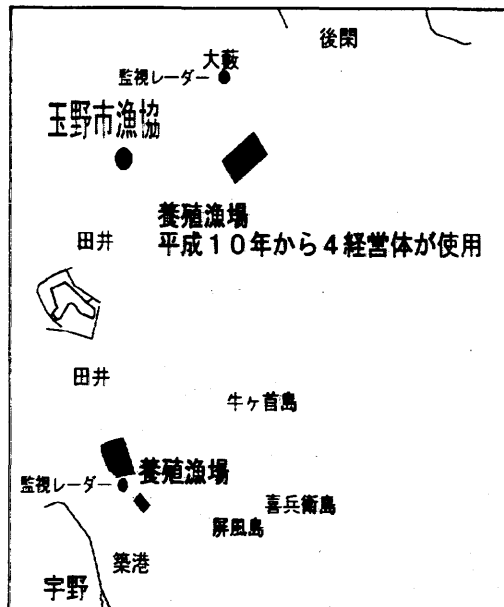 後閑
大藪
監視レーダー
玉野市漁協
養殖漁場
平成10年から4経営体が使用
田井
田井
牛ヶ首島
養殖漁場
監視レーダー
喜兵衛島
屏風島
築港
宇野